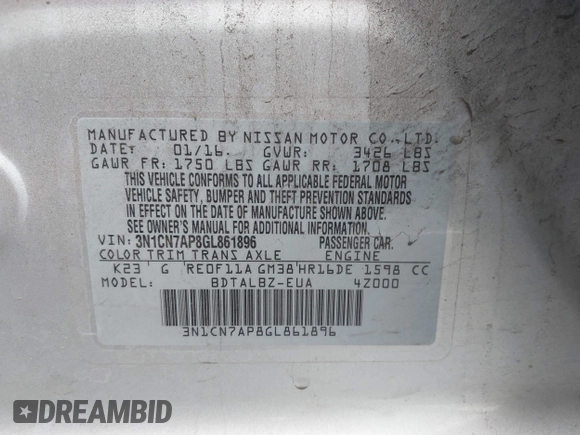 MANUFACTURED BY NISSAN MOTOR CO.,LTD.
DATE: 01/16. GVWR: 3426 LBS
GAWR FR: 1750 LBS GAWR RR: 1708 LBS
THIS VEHICLE CONFORMS TO ALL APPLICABLE FEDERAL MOTOR
VEHICLE SAFETY, BUMPER AND THEFT PREVENTION STANDARDS
IN EFFECT ON THE DATE OF MANUFACTURE SHOWN ABOVE.
SEE OWNER'S MANUAL FOR ADDITIONAL INFORMATION.
VIN: 3N1CN7AP8GL861896 PASSENGER CAR.
COLOR TRIM TRANS AXLE ENGINE
K23 G RE0F11A GM38 HR16DE 1598 CC
MODEL: BDTALBZ-EUA 4Z000
3N1CN7AP8GL861896
DREAMBID